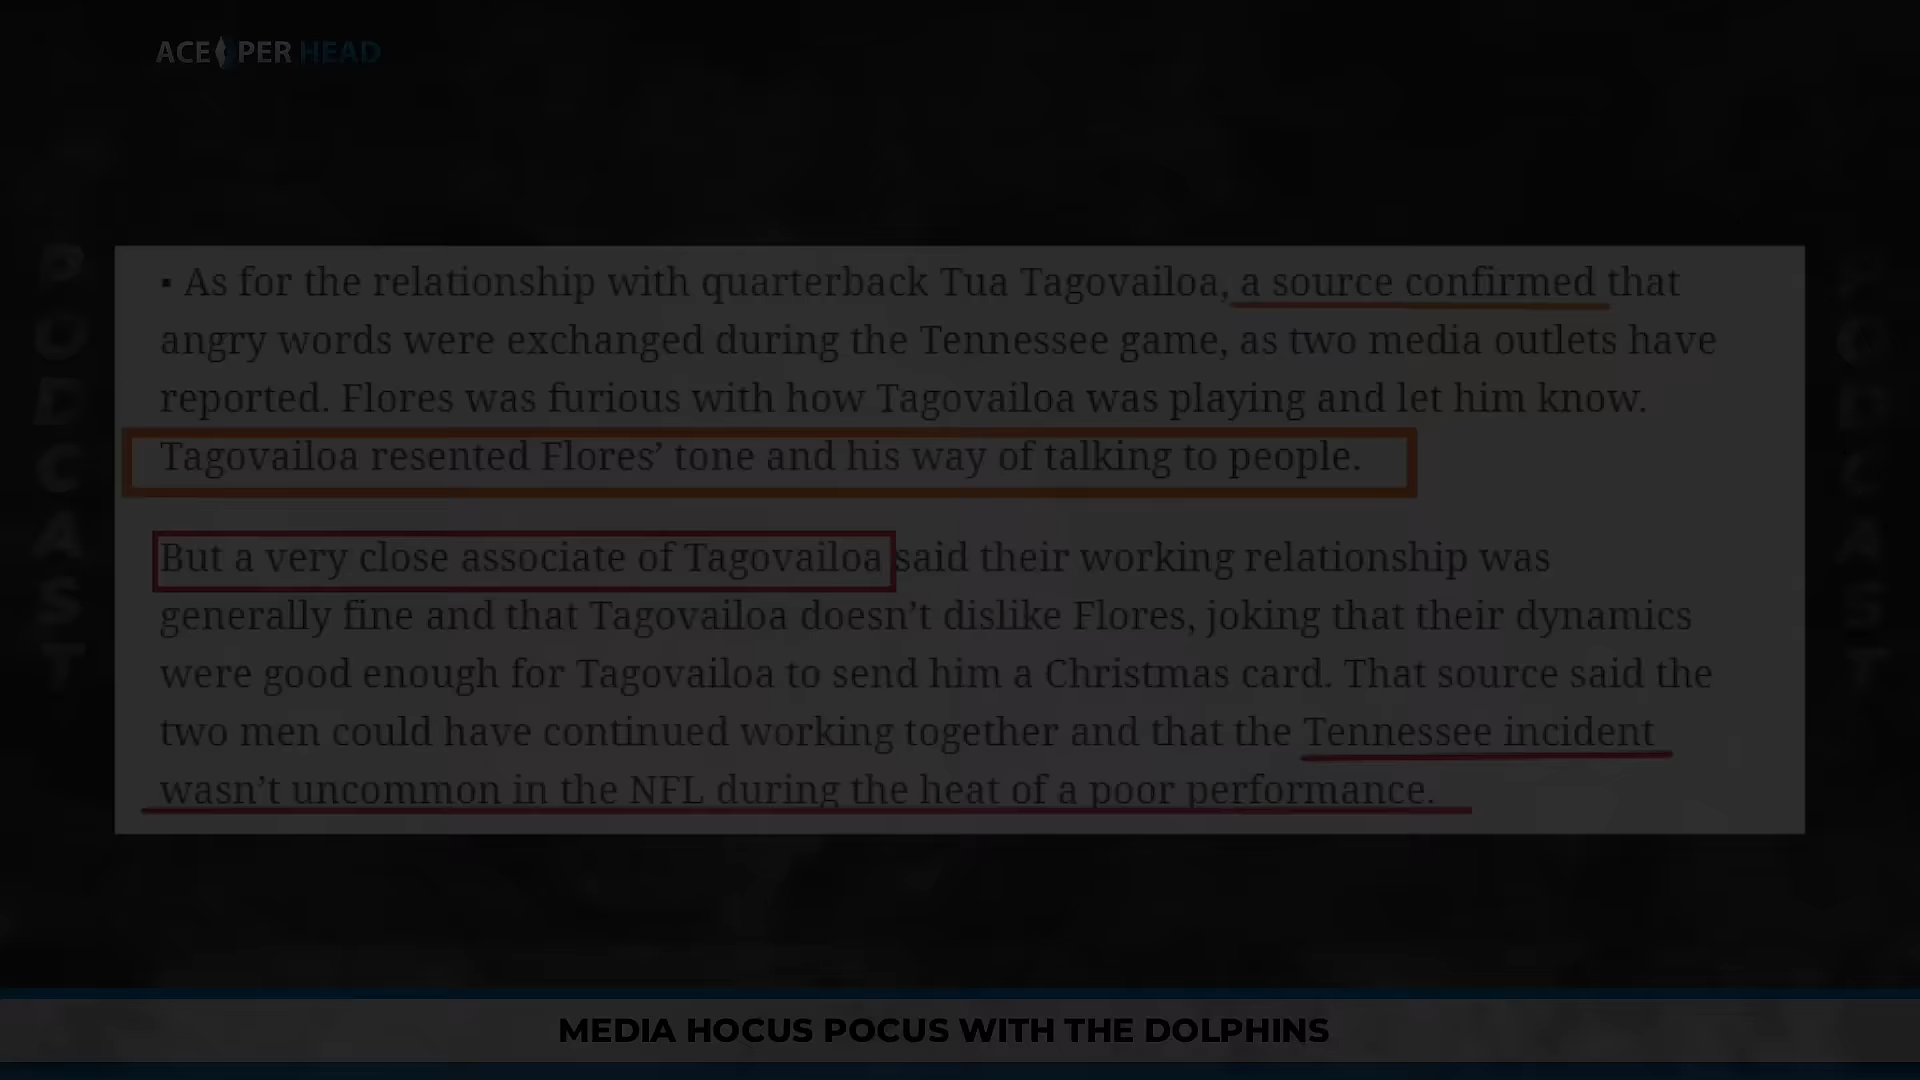 ACE PER HEAD
PODCAST
PODCAST
▪ As for the relationship with quarterback Tua Tagovailoa, a source confirmed that
angry words were exchanged during the Tennessee game, as two media outlets have
reported. Flores was furious with how Tagovailoa was playing and let him know.
Tagovailoa resented Flores’ tone and his way of talking to people.
But a very close associate of Tagovailoa said their working relationship was
generally fine and that Tagovailoa doesn’t dislike Flores, joking that their dynamics
were good enough for Tagovailoa to send him a Christmas card. That source said the
two men could have continued working together and that the Tennessee incident
wasn’t uncommon in the NFL during the heat of a poor performance.
MEDIA HOCUS POCUS WITH THE DOLPHINS